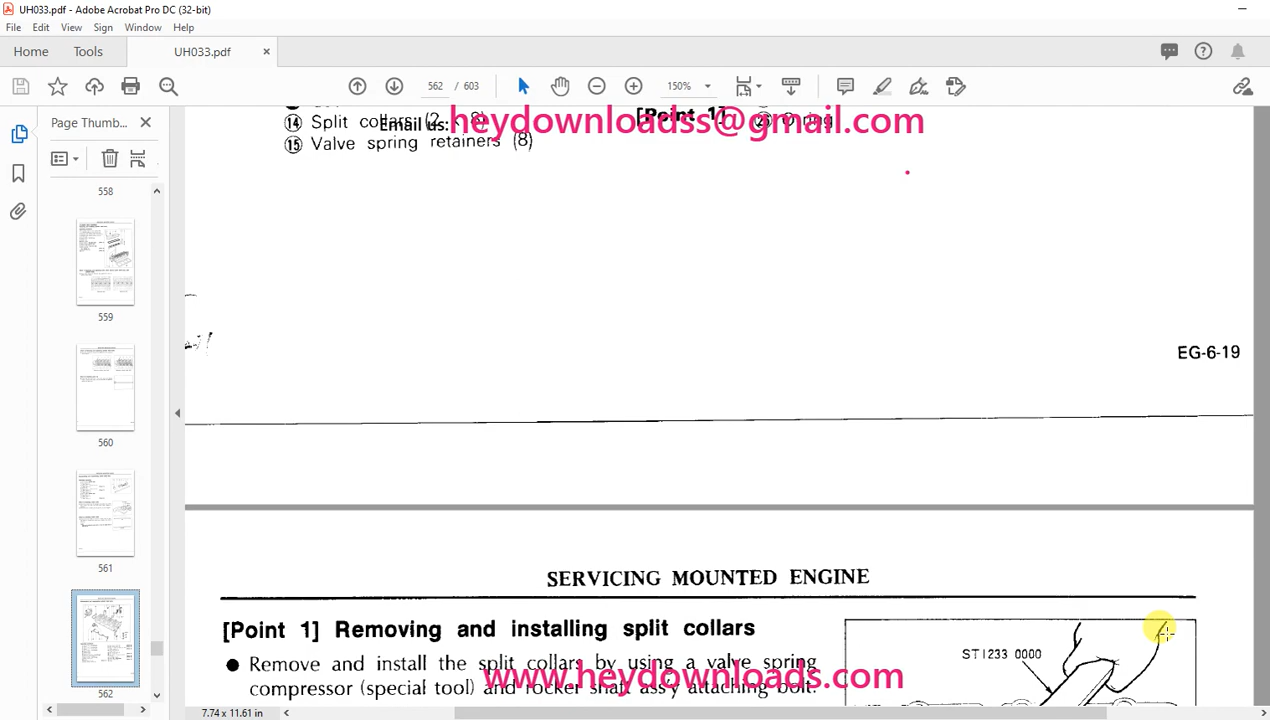 UH033.pdf - Adobe Acrobat Pro DC (32-bit)
File Edit View Sign Window Help
Home Tools UH033.pdf ×
562 / 603 150%
Page Thumb...
558
559
560
561
562
[Point 1]
heydownloadss@gmail.com
Email us:
⑭ Split collars (2 × 8)
ring
⑮ Valve spring retainers (8)
EG-6-19
SERVICING MOUNTED ENGINE
[Point 1] Removing and installing split collars
● Remove and install the split collars by using a valve spring
compressor (special tool) and rocker shaft ass'y attaching bolt.
ST1233 0000
www.heydownloads.com
7.74 x 11.61 in